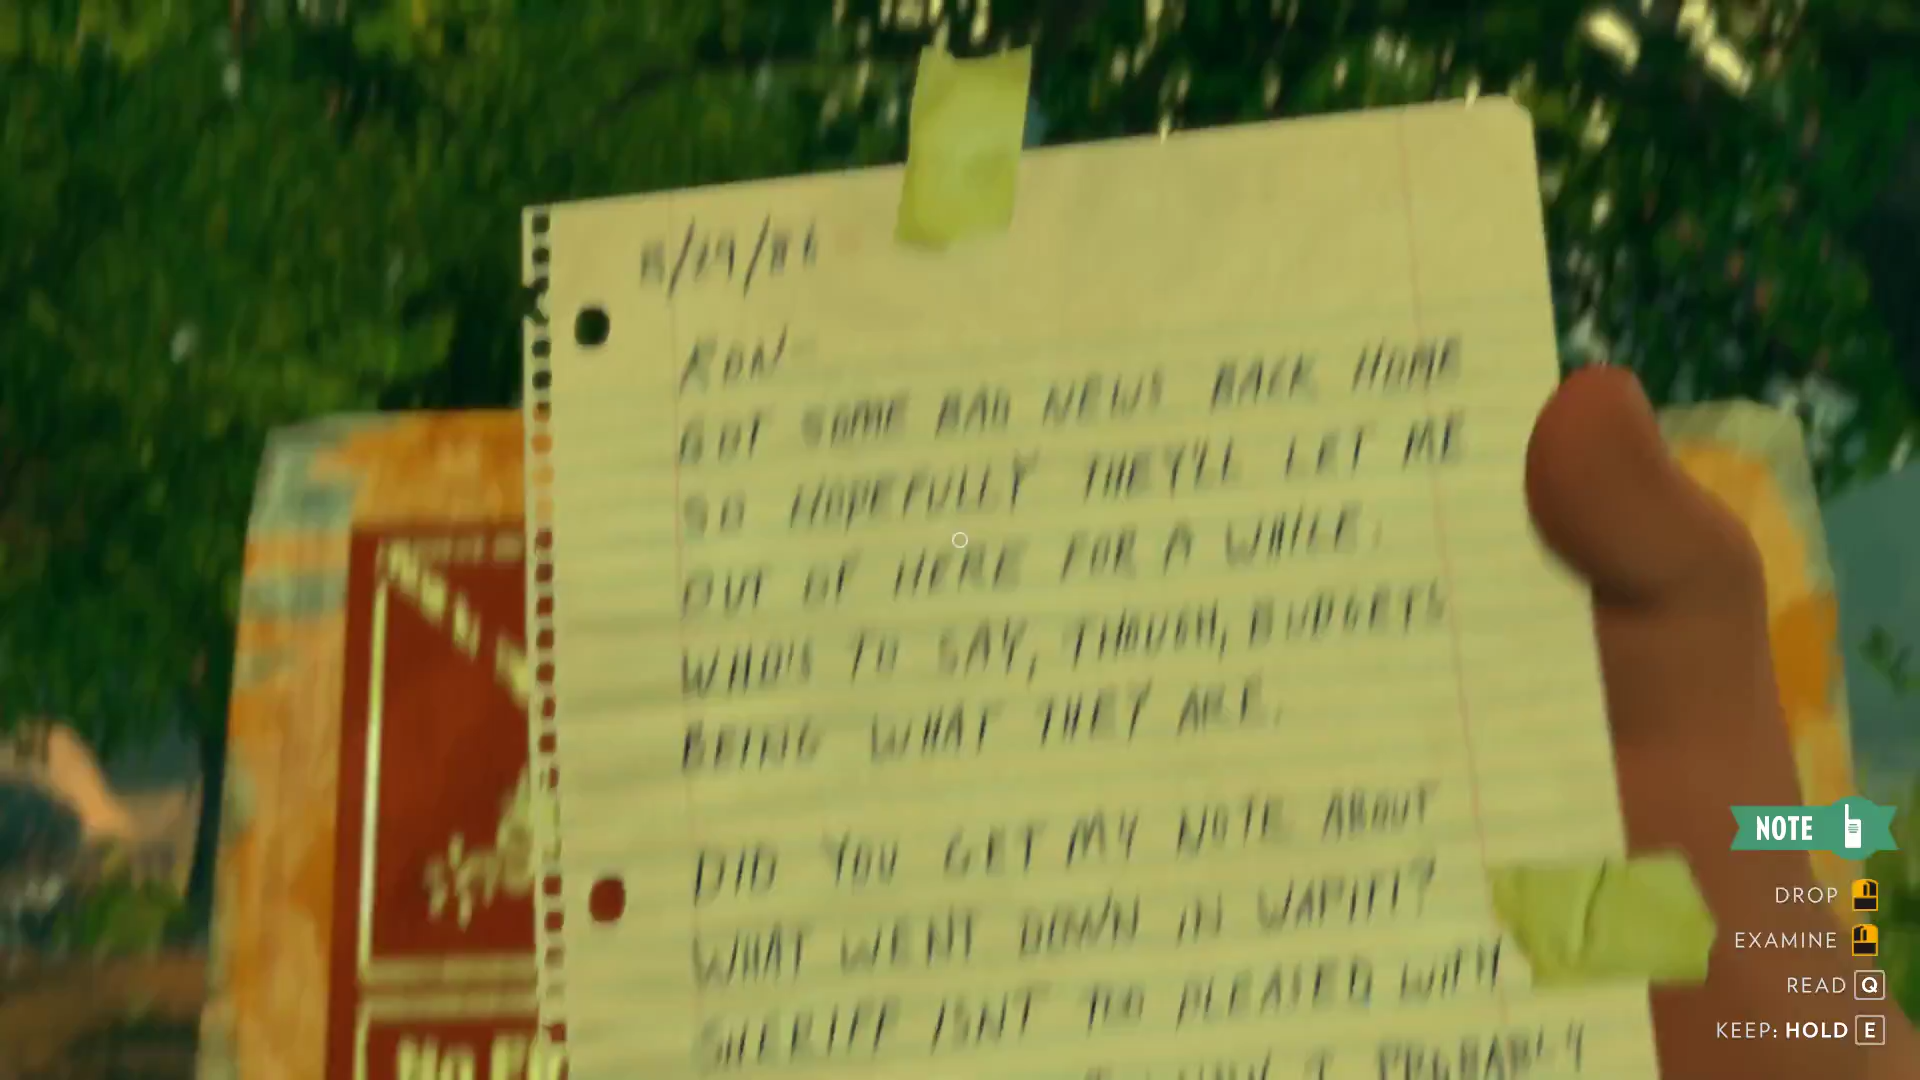 RON
GOT SOME BAD NEWS BACK HOME
SO HOPEFULLY THEY'LL LET ME
OUT OF HERE FOR A WHILE.
WHO'S TO SAY, THOUGH, BUDGETS
BEING WHAT THEY ARE.
DID YOU GET MY NOTE ABOUT
WHAT WENT DOWN IN WAPITI?
SHERIFF ISN'T TOO PLEASED WITH
PROBABLY
NOTE
DROP
EXAMINE
READ Q
KEEP: HOLD E